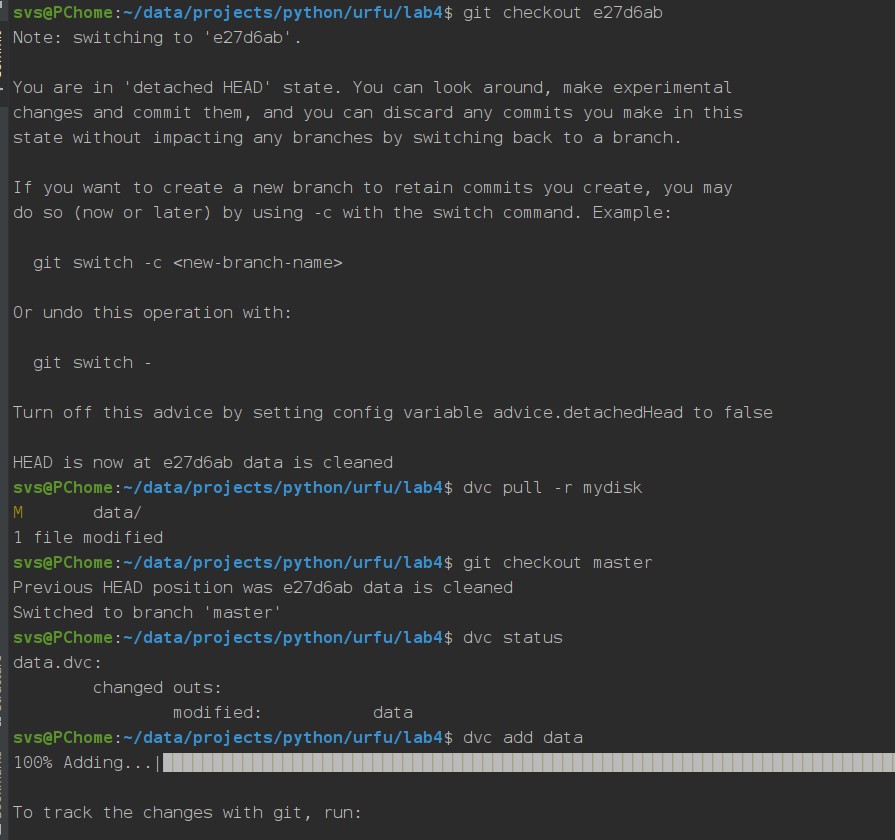 svs@PChome:~/data/projects/python/urfu/lab4$ git checkout e27d6ab
Note: switching to 'e27d6ab'.
You are in 'detached HEAD' state. You can look around, make experimental
changes and commit them, and you can discard any commits you make in this
state without impacting any branches by switching back to a branch.
If you want to create a new branch to retain commits you create, you may
do so (now or later) by using -c with the switch command. Example:
  git switch -c <new-branch-name>
Or undo this operation with:
  git switch -
Turn off this advice by setting config variable advice.detachedHead to false
HEAD is now at e27d6ab data is cleaned
svs@PChome:~/data/projects/python/urfu/lab4$ dvc pull -r mydisk
M       data/
1 file modified
svs@PChome:~/data/projects/python/urfu/lab4$ git checkout master
Previous HEAD position was e27d6ab data is cleaned
Switched to branch 'master'
svs@PChome:~/data/projects/python/urfu/lab4$ dvc status
data.dvc:
        changed outs:
                modified:           data
svs@PChome:~/data/projects/python/urfu/lab4$ dvc add data
100% Adding...|
To track the changes with git, run: